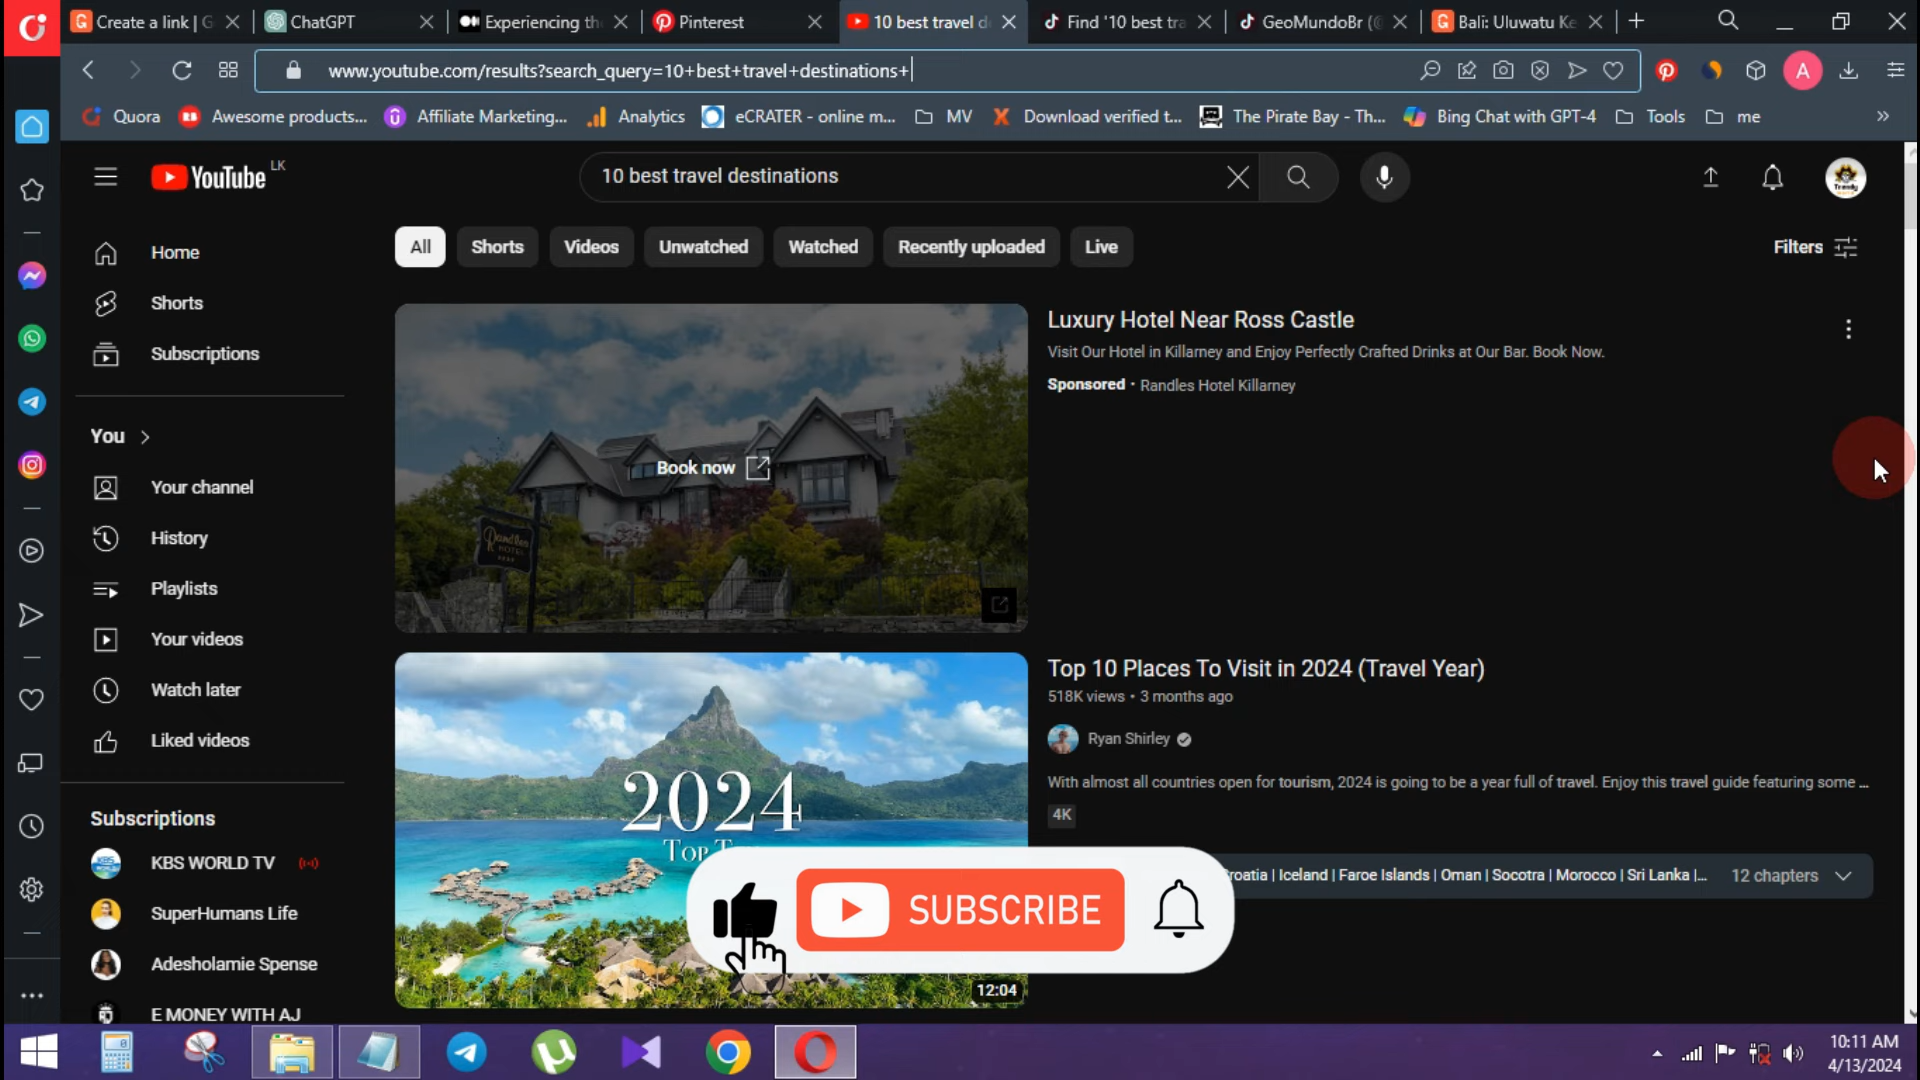 Create a link | G
ChatGPT
Experiencing th
Pinterest
10 best travel d
Find '10 best tra
GeoMundoBr (@
Bali: Uluwatu Ke
www.youtube.com/results?search_query=10+best+travel+destinations+
A
Quora
Awesome products...
Affiliate Marketing...
Analytics
eCRATER - online m...
MV
Download verified t...
The Pirate Bay - Th...
Bing Chat with GPT-4
Tools
me
YouTube LK
10 best travel destinations
All
Shorts
Videos
Unwatched
Watched
Recently uploaded
Live
Filters
Home
Shorts
Subscriptions
You
Your channel
History
Playlists
Your videos
Watch later
Liked videos
Subscriptions
KBS WORLD TV
SuperHumans Life
Adesholamie Spense
E MONEY WITH AJ
Book now
Randles
HOTEL
Luxury Hotel Near Ross Castle
Visit Our Hotel in Killarney and Enjoy Perfectly Crafted Drinks at Our Bar. Book Now.
Sponsored • Randles Hotel Killarney
2024
12:04
Top 10 Places To Visit in 2024 (Travel Year)
518K views • 3 months ago
Ryan Shirley
With almost all countries open for tourism, 2024 is going to be a year full of travel. Enjoy this travel guide featuring some ...
4K
roatia | Iceland | Faroe Islands | Oman | Socotra | Morocco | Sri Lanka |...
12 chapters
SUBSCRIBE
10:11 AM
4/13/2024